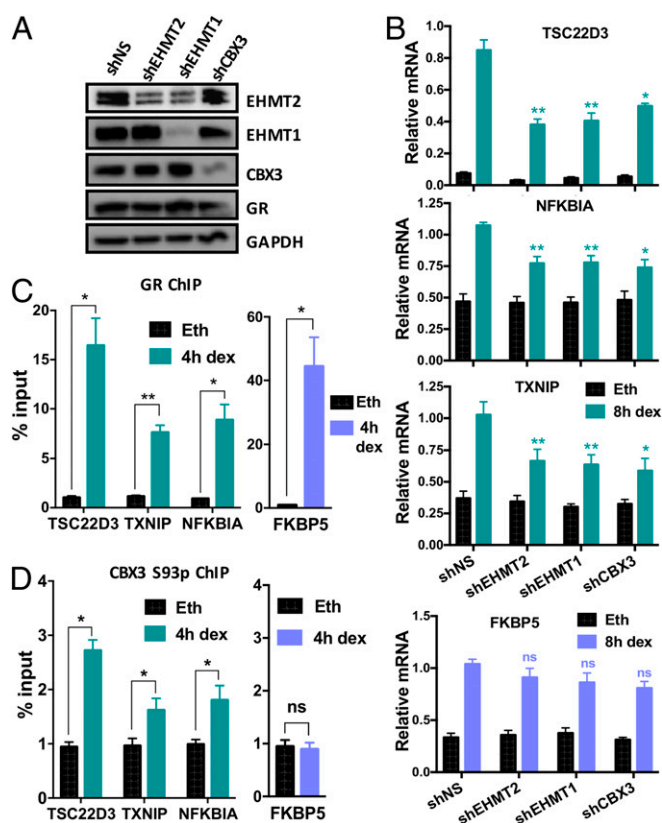 A
shNS
shEHMT2
shEHMT1
shCBX3
EHMT2
EHMT1
CBX3
GR
GAPDH
B
TSC22D3
Relative mRNA
1.0
0.8
0.6
0.4
0.2
0.0
** ** *
NFKBIA
Relative mRNA
1.25
1.00
0.75
0.50
0.25
0.00
** ** *
TXNIP
Relative mRNA
1.25
1.00
0.75
0.50
0.25
0.00
Eth
8h dex
** ** *
shNS
shEHMT2
shEHMT1
shCBX3
FKBP5
Relative mRNA
1.0
0.5
0.0
Eth
8h dex
ns ns ns
shNS
shEHMT2
shEHMT1
shCBX3
C
GR ChIP
% input
20
15
10
5
0
Eth
4h dex
* ** *
TSC22D3 TXNIP NFKBIA
60
40
20
0
*
Eth
4h
dex
FKBP5
D
CBX3 S93p ChIP
% input
4
3
2
1
0
Eth
4h dex
* * *
TSC22D3 TXNIP NFKBIA
4
3
2
1
0
Eth
4h dex
ns
FKBP5